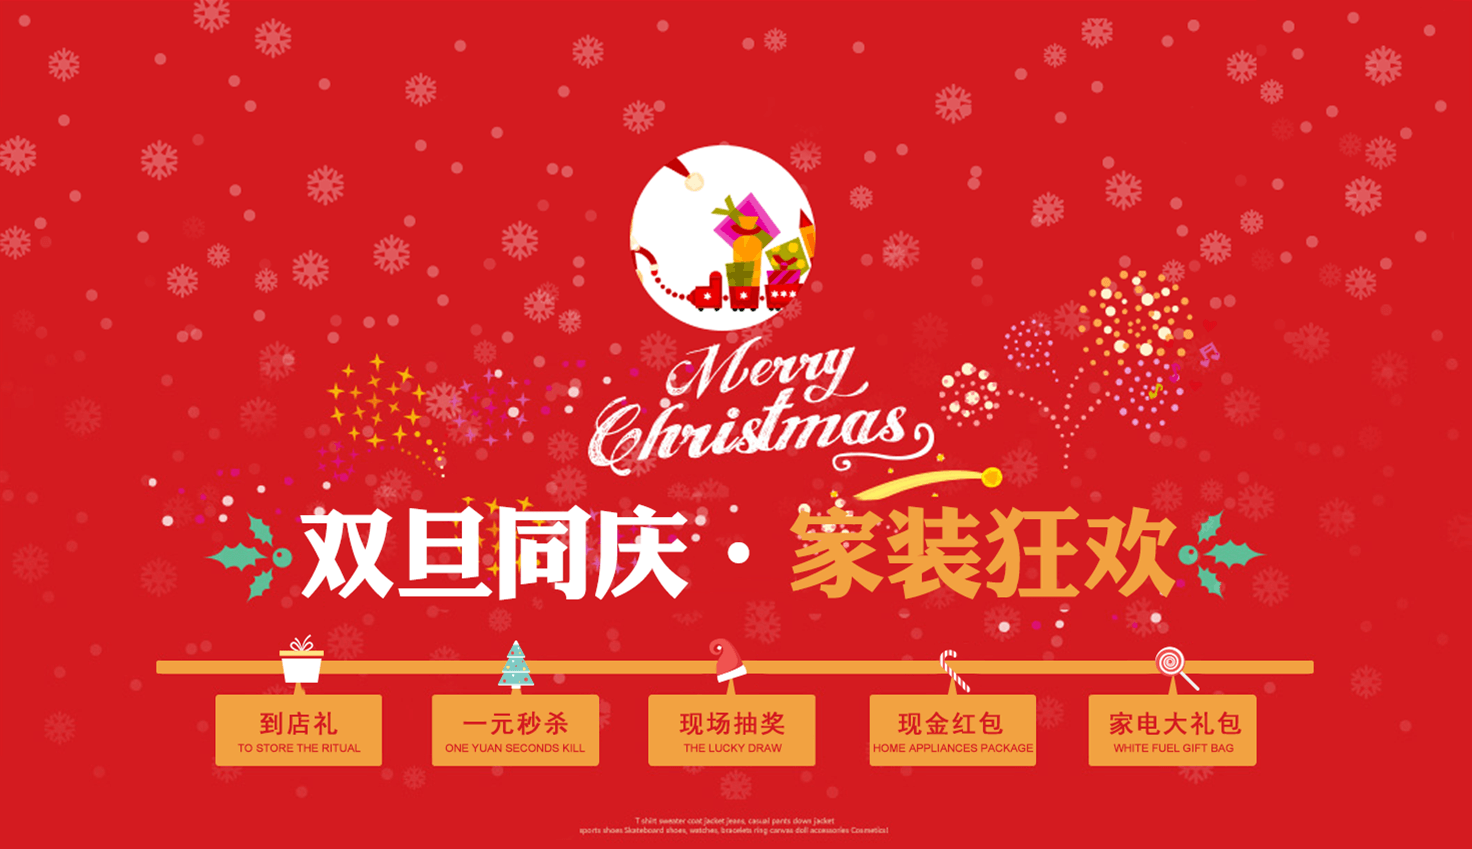 Merry
Christmas
双旦同庆·家装狂欢
到店礼
TO STORE THE RITUAL
一元秒杀
ONE YUAN SECONDS KILL
现场抽奖
THE LUCKY DRAW
现金红包
HOME APPLIANCES PACKAGE
家电大礼包
WHITE FUEL GIFT BAG
T shirt sweater coat jacket jeans, casual pants down jacket
sports shoes Skateboard shoes, watches, bracelets ring canvas doll accessories Cosmetics!